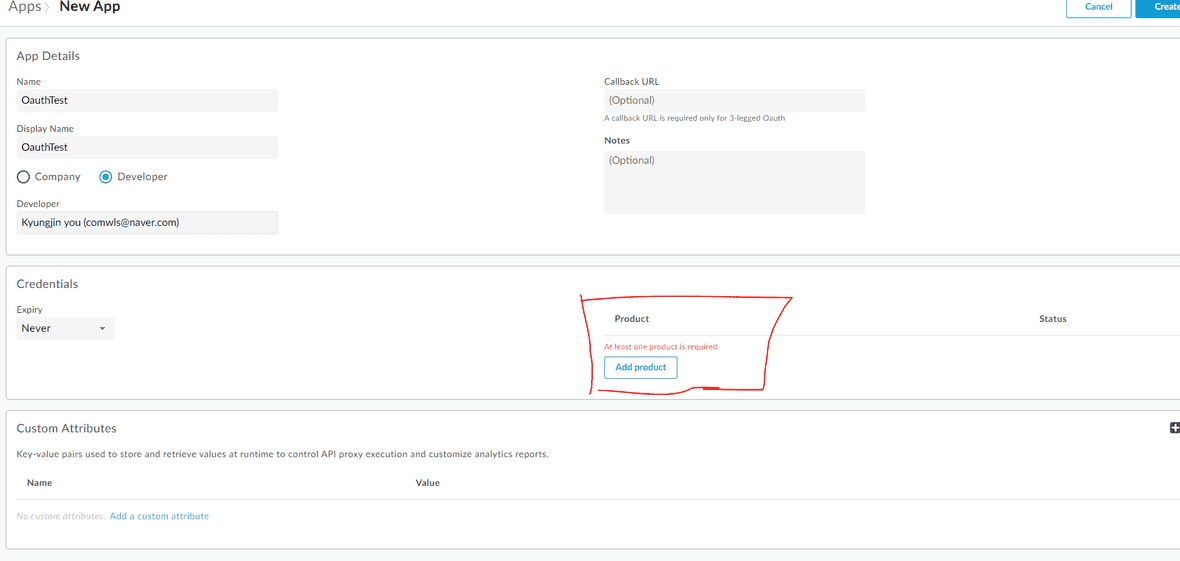 Apps > New App
Cancel
Create
App Details
Name
OauthTest
Display Name
OauthTest
Company
Developer
Developer
Kyungjin you (comwls@naver.com)
Callback URL
(Optional)
A callback URL is required only for 3-legged Oauth
Notes
(Optional)
Credentials
Expiry
Never
Product
Status
At least one product is required.
Add product
Custom Attributes
Key-value pairs used to store and retrieve values at runtime to control API proxy execution and customize analytics reports.
Name
Value
No custom attributes. Add a custom attribute